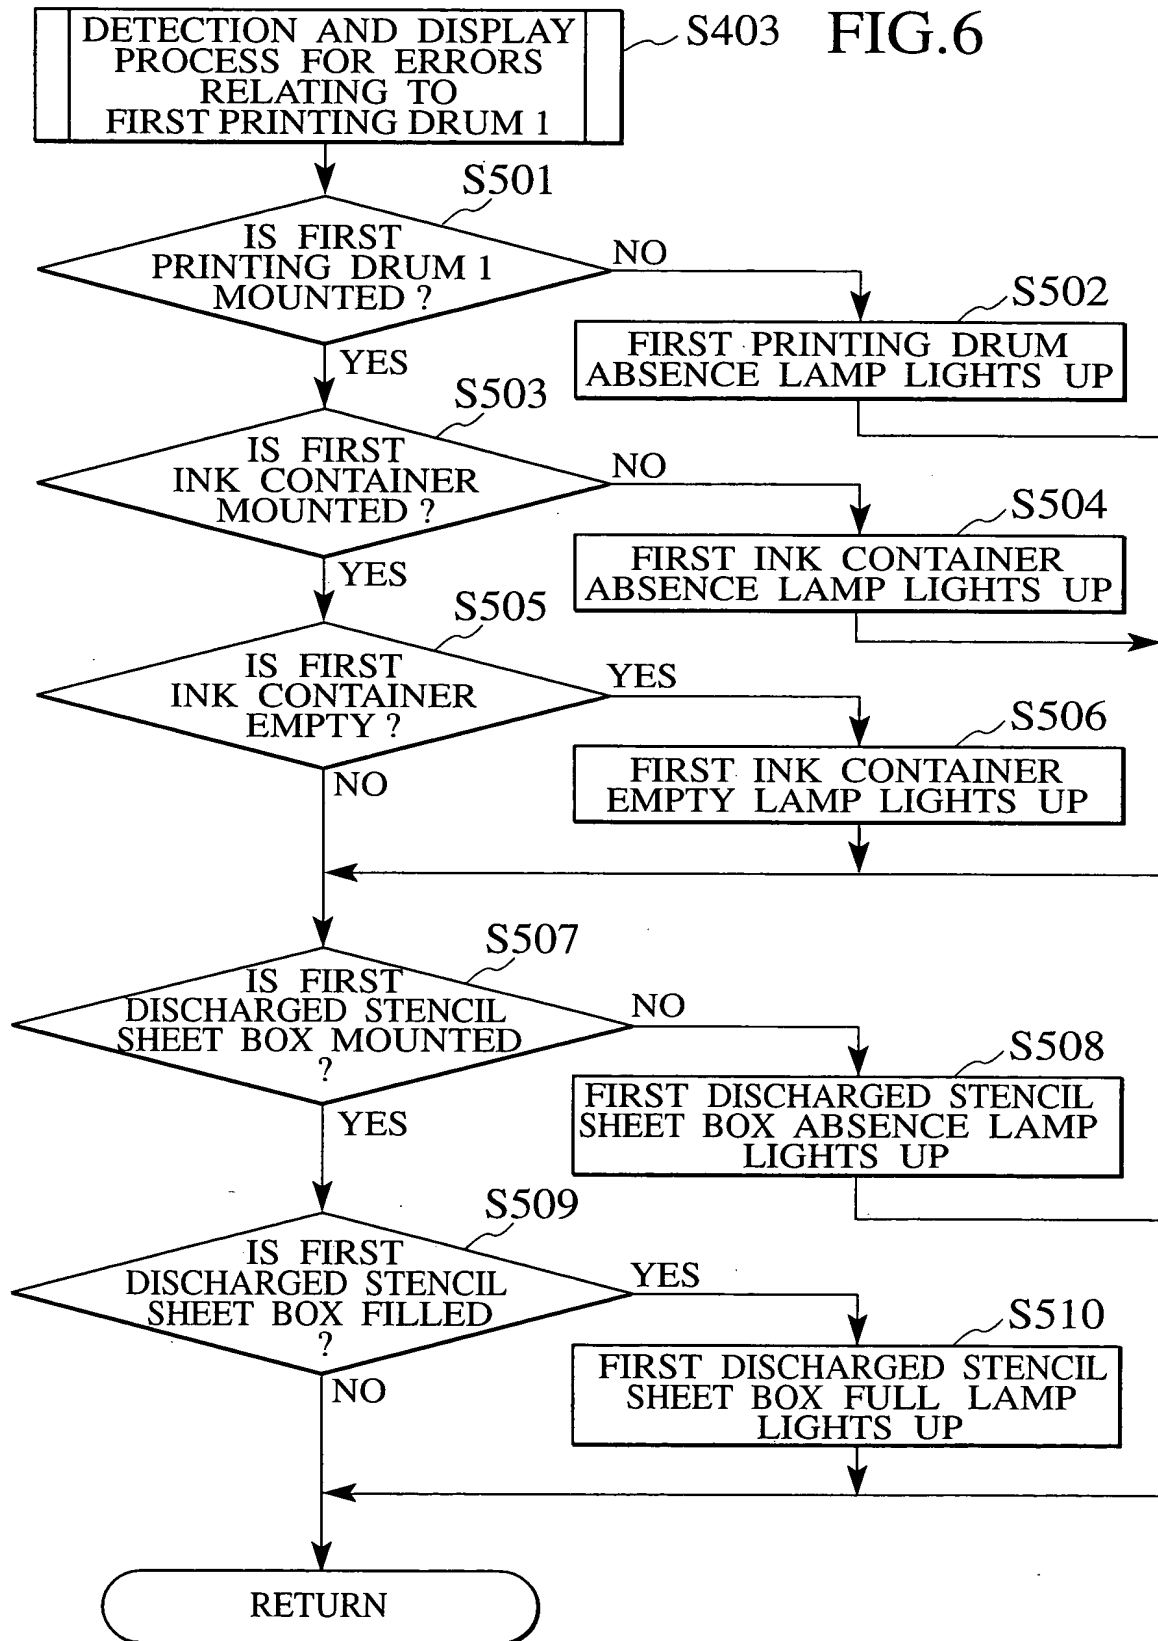 DETECTION AND DISPLAY
PROCESS FOR ERRORS
RELATING TO
FIRST PRINTING DRUM 1
S403
FIG.6
S501
IS FIRST
PRINTING DRUM 1
MOUNTED ?
NO
YES
S502
FIRST PRINTING DRUM
ABSENCE LAMP LIGHTS UP
S503
IS FIRST
INK CONTAINER
MOUNTED ?
NO
YES
S504
FIRST INK CONTAINER
ABSENCE LAMP LIGHTS UP
S505
IS FIRST
INK CONTAINER
EMPTY ?
YES
NO
S506
FIRST INK CONTAINER
EMPTY LAMP LIGHTS UP
S507
IS FIRST
DISCHARGED STENCIL
SHEET BOX MOUNTED
?
NO
YES
S508
FIRST DISCHARGED STENCIL
SHEET BOX ABSENCE LAMP
LIGHTS UP
S509
IS FIRST
DISCHARGED STENCIL
SHEET BOX FILLED
?
YES
NO
S510
FIRST DISCHARGED STENCIL
SHEET BOX FULL LAMP
LIGHTS UP
RETURN